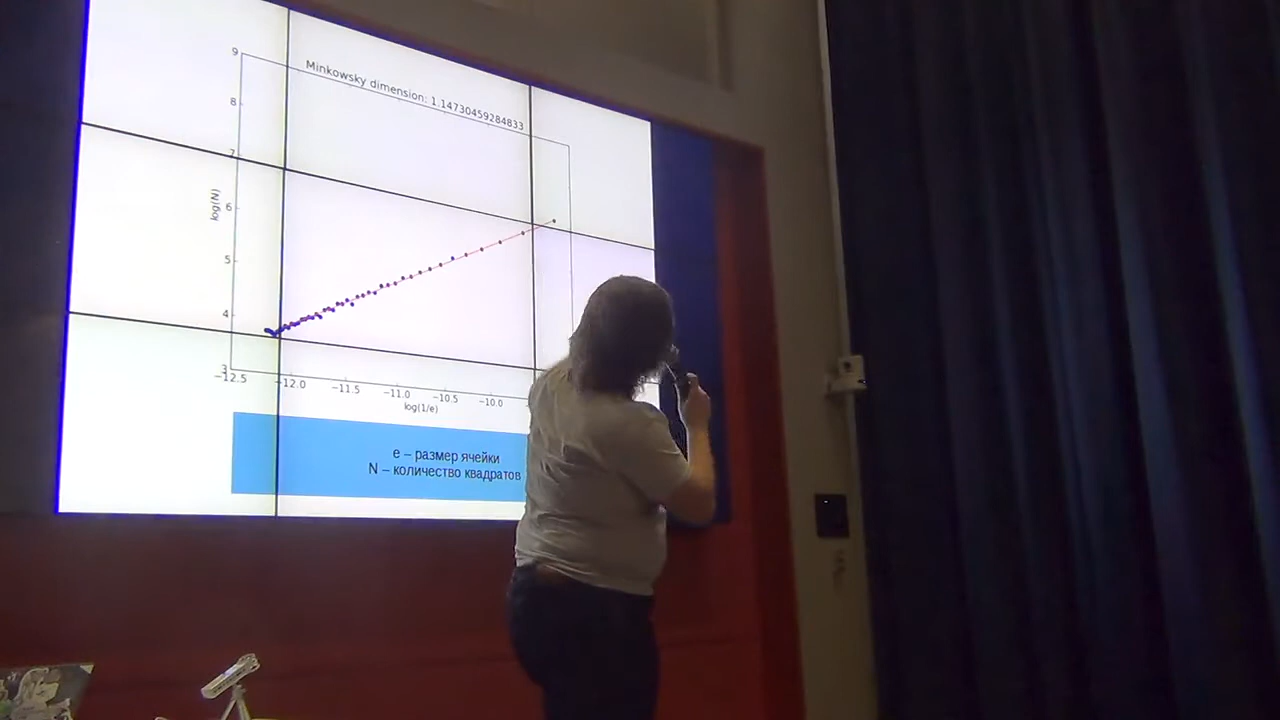 Minkowsky dimension: 1.14730459284833
9
8
7
6
5
4
3
log(N)
−12.5
−12.0
−11.5
−11.0
−10.5
−10.0
log(1/e)
e – размер ячейки
N – количество квадратов